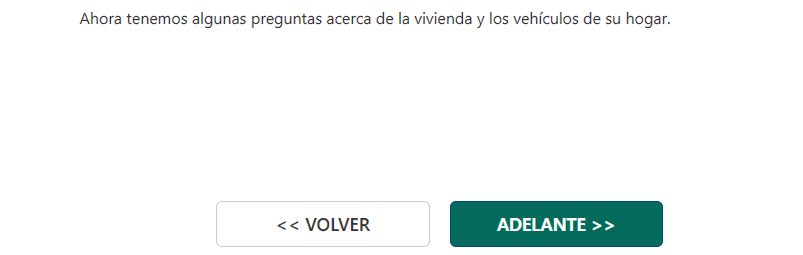 Ahora tenemos algunas preguntas acerca de la vivienda y los vehículos de su hogar.
<< VOLVER
ADELANTE >>